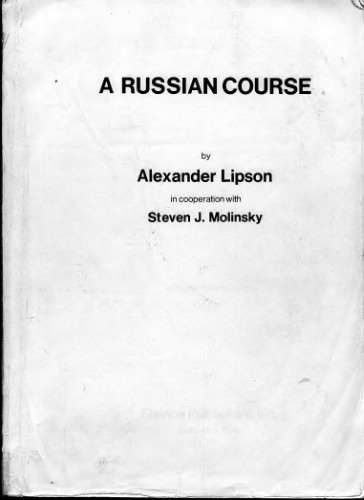 A RUSSIAN COURSE
by
Alexander Lipson
in cooperation with
Steven J. Molinsky